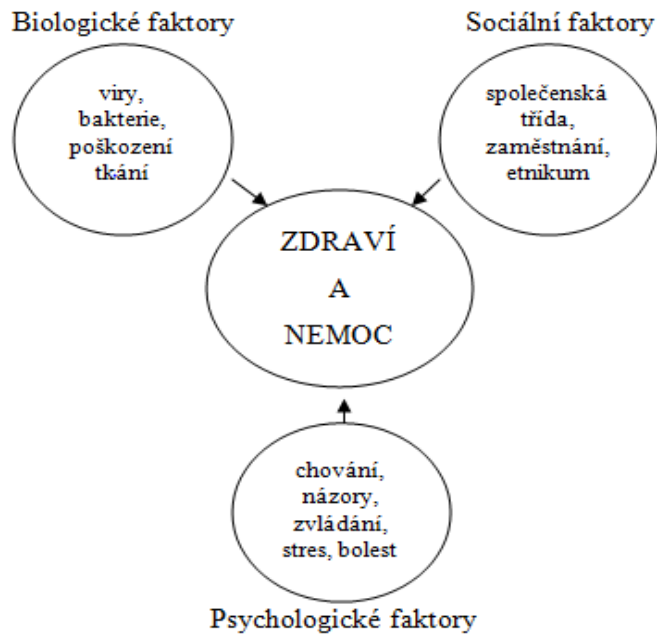 Biologické faktory
viry,
bakterie,
poškození
tkání
Sociální faktory
společenská
třída,
zaměstnání,
etnikum
ZDRAVÍ
A
NEMOC
chování,
názory,
zvládání,
stres, bolest
Psychologické faktory